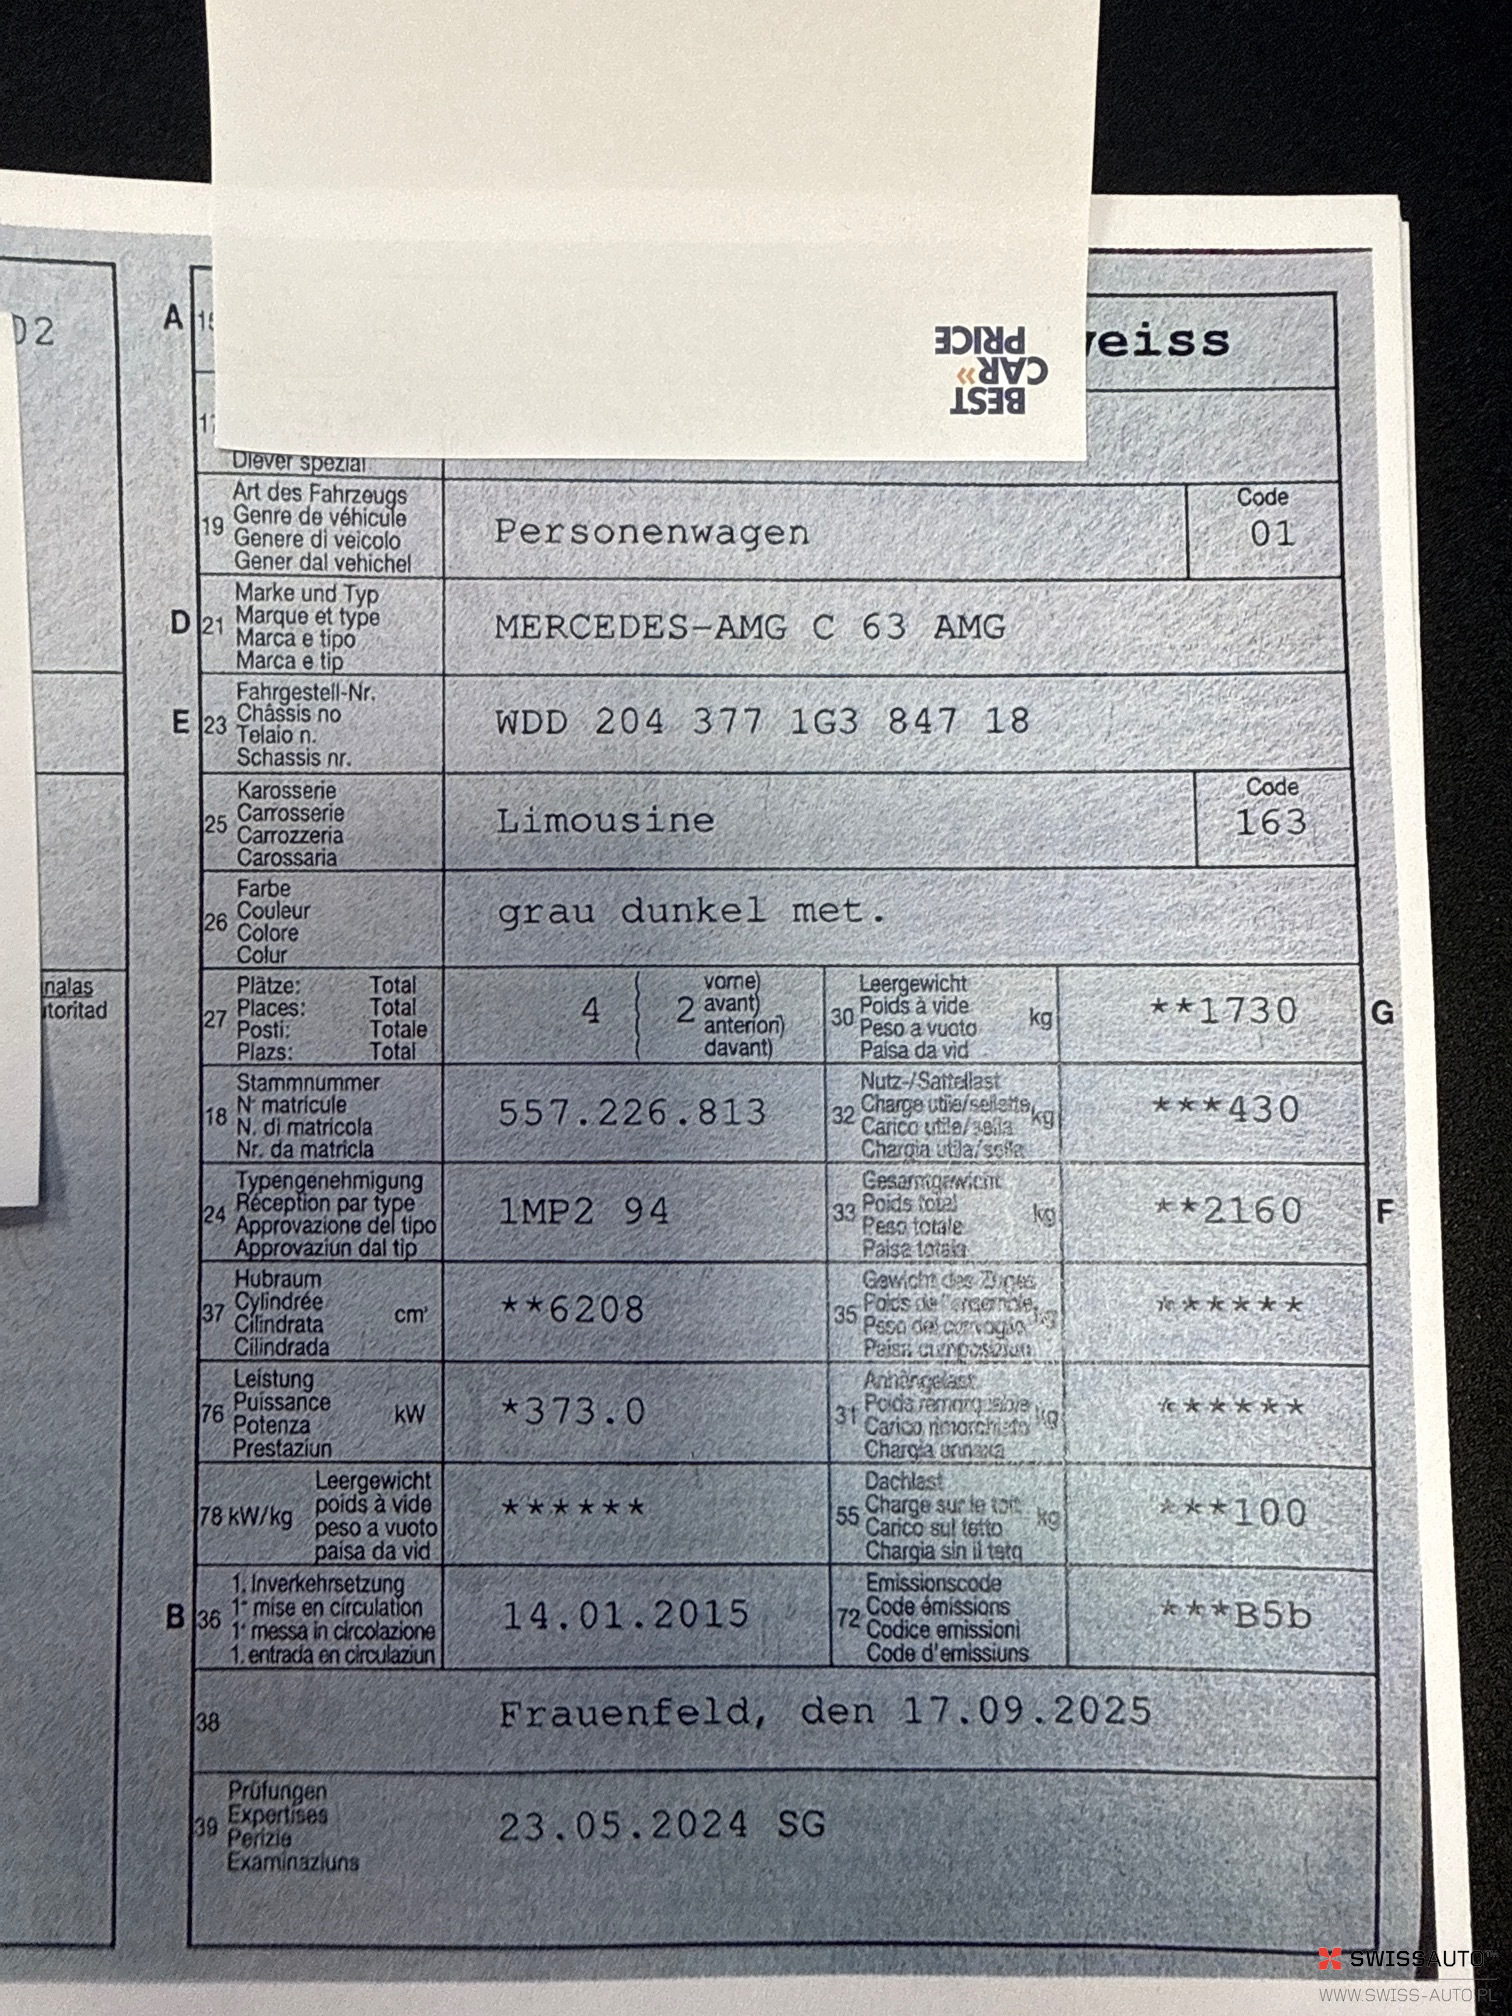 BEST
CAR»
PRICE
D2
A
weiss
Diever spezial
19
Art des Fahrzeugs
Genre de véhicule
Genere di veicolo
Gener dal vehichel
Personenwagen
Code
01
D
21
Marke und Typ
Marque et type
Marca e tipo
Marca e tip
MERCEDES-AMG C 63 AMG
E
23
Fahrgestell-Nr.
Châssis no
Telaio n.
Schassis nr.
WDD 204 377 1G3 847 18
25
Karosserie
Carrosserie
Carrozzeria
Carossaria
Limousine
Code
163
26
Farbe
Couleur
Colore
Colur
grau dunkel met.
nalas
toritad
27
Plätze: Total
Places: Total
Posti: Totale
Plazs: Total
4
2
vorne)
avant)
anteriori)
davant)
30
Leergewicht
Poids à vide
Peso a vuoto
Paisa da vid
kg
**1730
G
18
Stammnummer
N° matricule
N. di matricola
Nr. da matricla
557.226.813
32
Nutz-/Sattellast
Charge utile/sellette
Carico utile/sella
Chargia utila/sella
kg
***430
24
Typengenehmigung
Réception par type
Approvazione del tipo
Approvaziun dal tip
1MP2 94
33
Gesamtgewicht
Poids total
Peso totale
Paisa totala
kg
**2160
F
37
Hubraum
Cylindrée
Cilindrata
Cilindrada
cm³
**6208
35
Gewicht des Zuges
Poids de l'ensemble
Peso del convoglio
Paisa cumposiziun
kg
******
76
Leistung
Puissance
Potenza
Prestaziun
kW
*373.0
31
Anhängelast
Poids remorquable
Carico rimorchiato
Chargia annexa
kg
******
78 kW/kg
Leergewicht
poids à vide
peso a vuoto
paisa da vid
******
55
Dachlast
Charge sur le toit
Carico sul tetto
Chargia sin il tetg
kg
***100
B
36
1. Inverkehrsetzung
1° mise en circulation
1° messa in circolazione
1. entrada en circulaziun
14.01.2015
72
Emissionscode
Code émissions
Codice emissioni
Code d'emissiuns
***B5b
38
Frauenfeld, den 17.09.2025
39
Prüfungen
Expertises
Perizie
Examinaziuns
23.05.2024 SG
SWISSAUTO™
WWW.SWISS-AUTO.PL